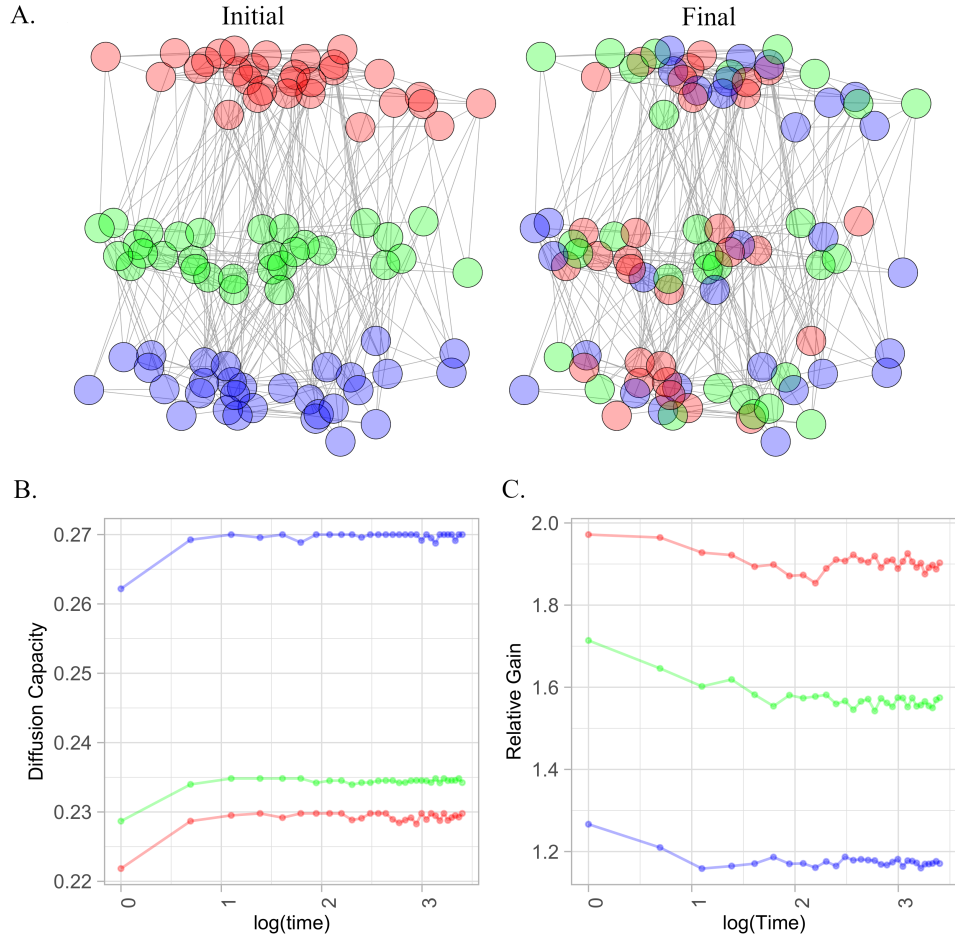 A.
Initial
Final
B.
C.
0.27
0.26
0.25
0.24
0.23
0.22
Diffusion Capacity
0
1
2
3
log(time)
2.0
1.8
1.6
1.4
1.2
Relative Gain
0
1
2
3
log(Time)